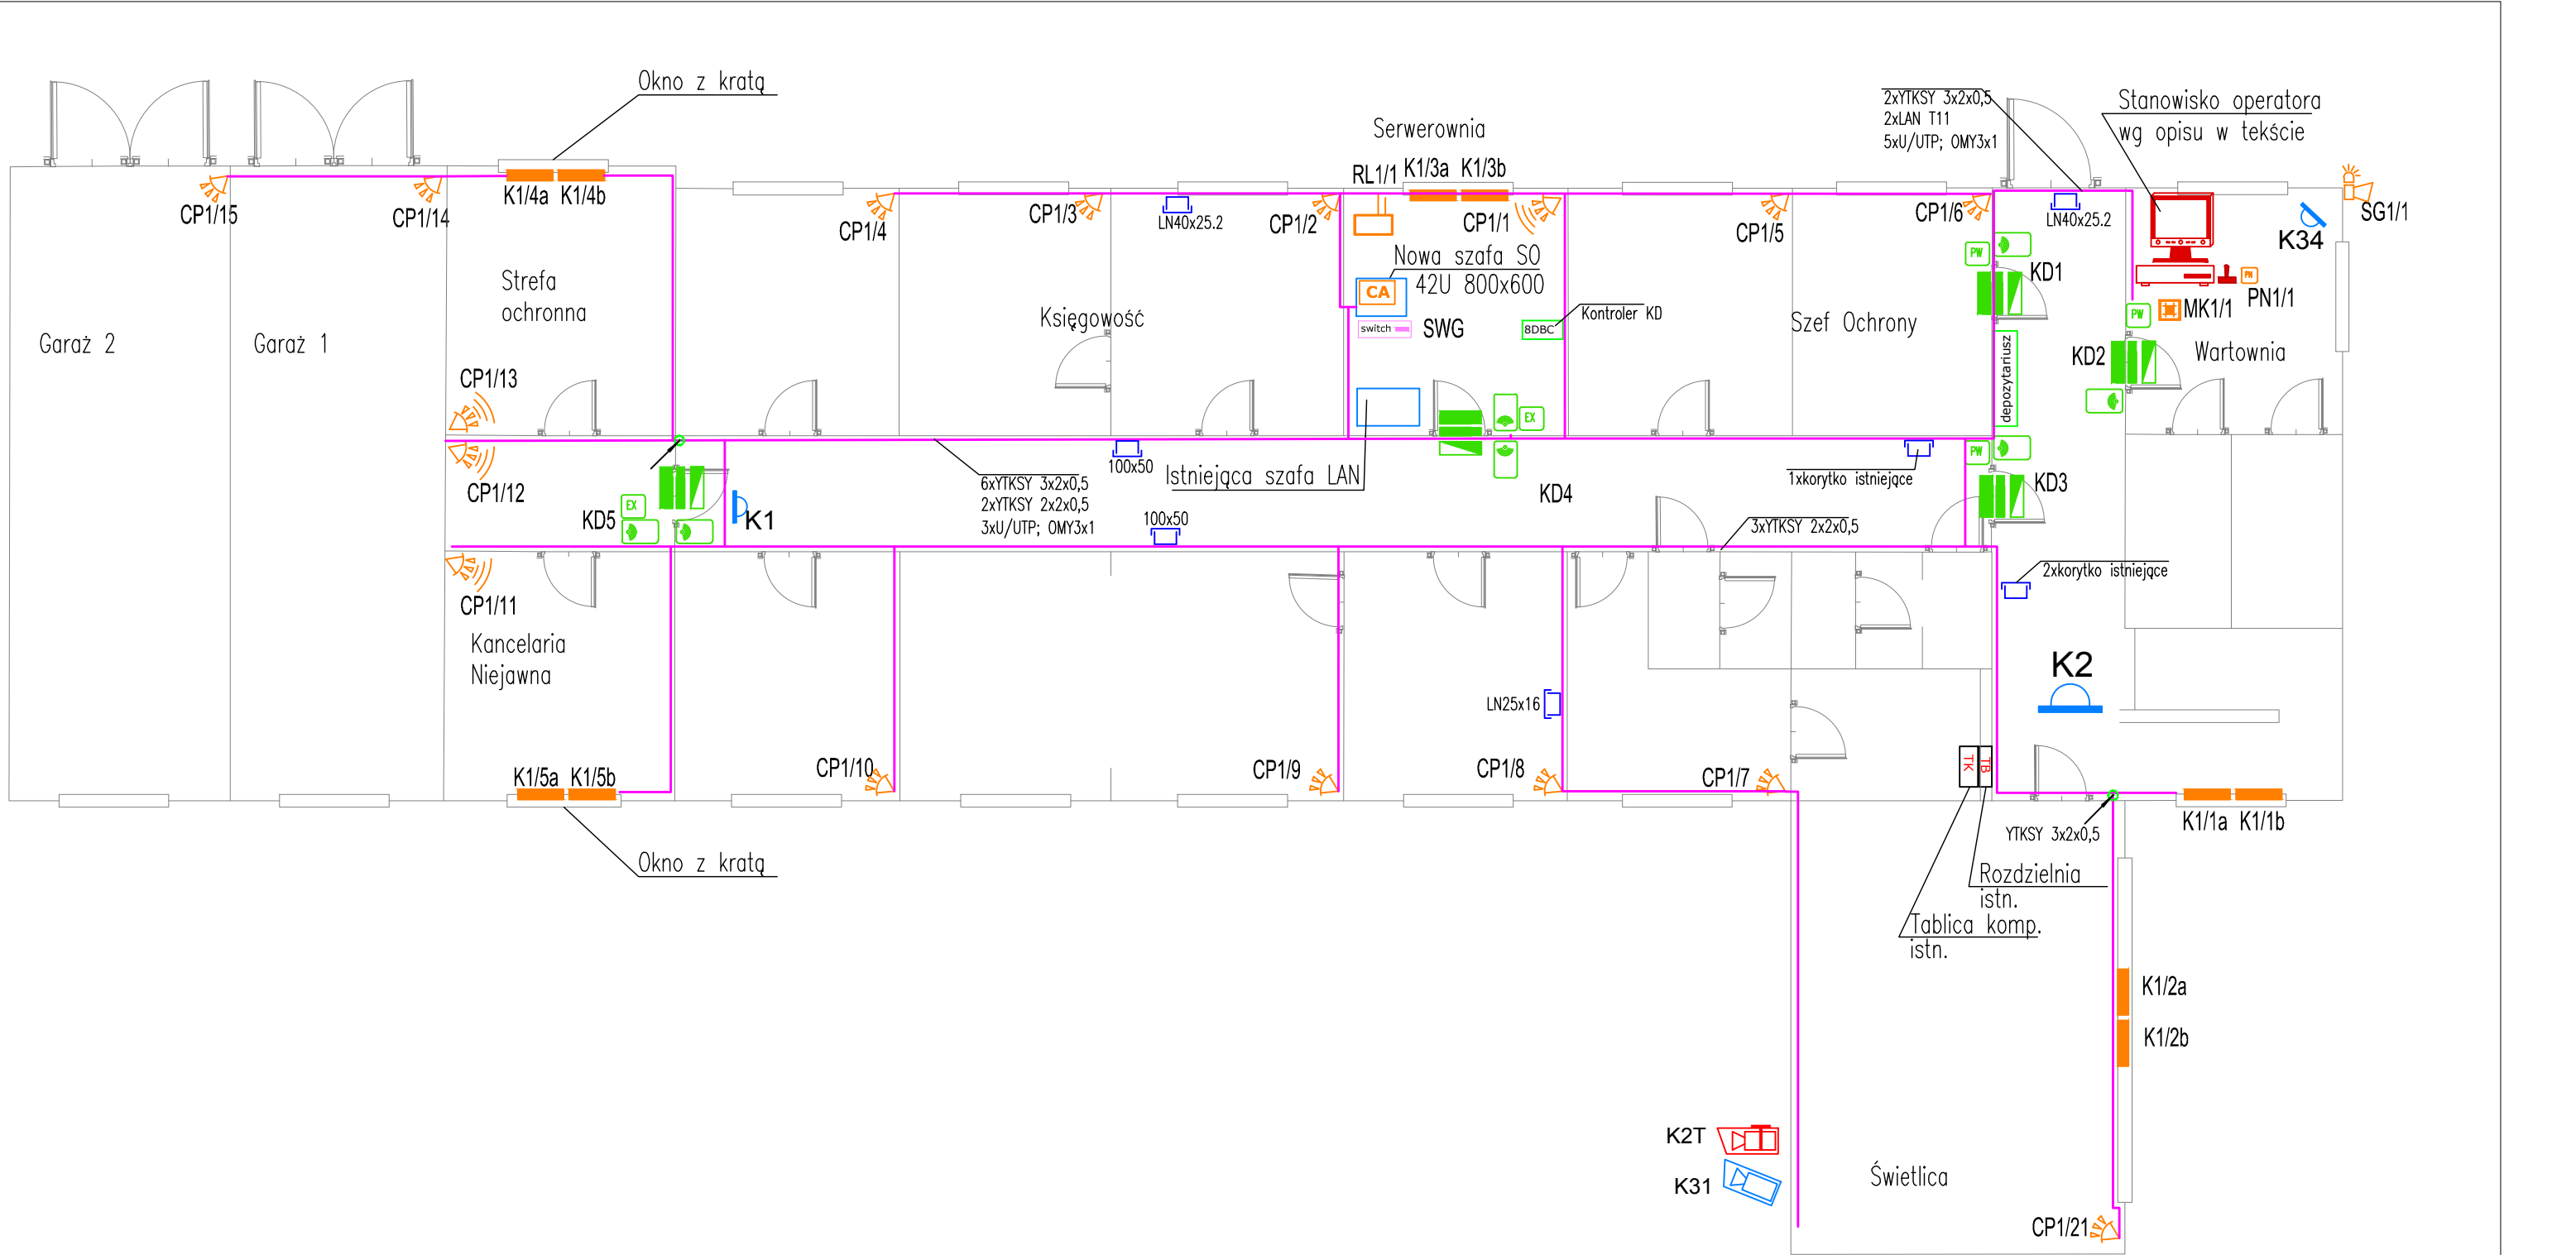 Okno z kratą
2xYTKSY 3x2x0,5
2xLAN T11
5xU/UTP; OMY3x1
Stanowisko operatora
wg opisu w tekście
Serwerownia
RL1/1
K1/3a
K1/3b
K1/4a
K1/4b
CP1/15
CP1/14
CP1/4
CP1/3
LN40x25.2
CP1/2
CP1/1
CP1/5
CP1/6
LN40x25.2
SG1/1
K34
PW
KD1
Nowa szafa SO
42U 800x600
CA
Strefa
ochronna
Księgowość
switch
SWG
8DBC
Kontroler KD
Szef Ochrony
PN
PN1/1
MK1/1
PW
KD2
Wartownia
depozytariusz
Garaż 2
Garaż 1
CP1/13
EX
CP1/12
KD5
EX
K1
6xYTKSY 3x2x0,5
2xYTKSY 2x2x0,5
3xU/UTP; OMY3x1
100x50
Istniejąca szafa LAN
100x50
KD4
1xkorytko istniejące
PW
KD3
3xYTKSY 2x2x0,5
2xkorytko istniejące
CP1/11
Kancelaria
Niejawna
K2
LN25x16
K1/5a
K1/5b
CP1/10
CP1/9
CP1/8
CP1/7
TK
TB
K1/1a
K1/1b
YTKSY 3x2x0,5
Okno z kratą
Rozdzielnia
istn.
Tablica komp.
istn.
K1/2a
K1/2b
K2T
K31
Świetlica
CP1/21